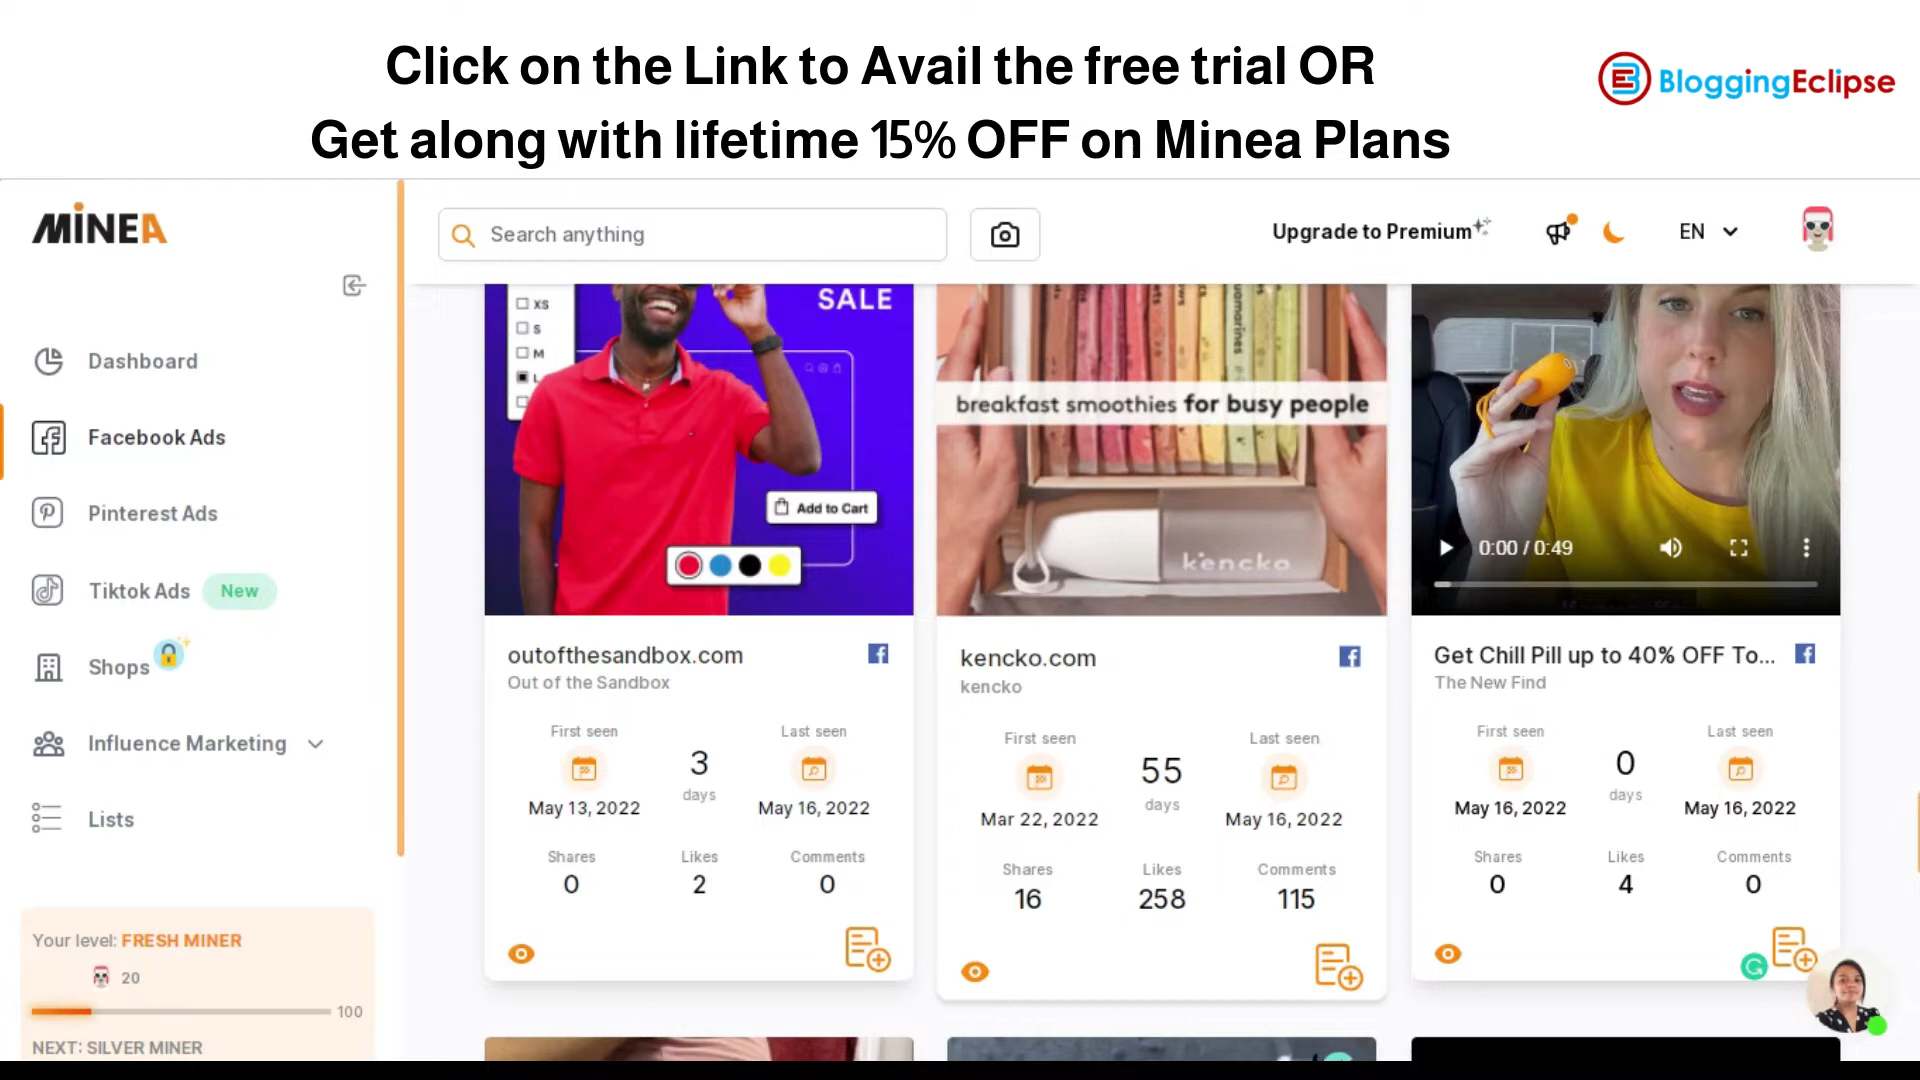 Click on the Link to Avail the free trial OR
Get along with lifetime 15% OFF on Minea Plans
BloggingEclipse
MINEA
Search anything
Upgrade to Premium
EN
Dashboard
Facebook Ads
Pinterest Ads
Tiktok Ads New
Shops
Influence Marketing
Lists
Your level: FRESH MINER
20
100
NEXT: SILVER MINER
SALE
XS
S
M
L
Add to Cart
outofthesandbox.com
Out of the Sandbox
First seen
Last seen
3
days
May 13, 2022
May 16, 2022
Shares
Likes
Comments
0
2
0
breakfast smoothies for busy people
kencko
kencko.com
kencko
First seen
Last seen
55
days
Mar 22, 2022
May 16, 2022
Shares
Likes
Comments
16
258
115
0:00 / 0:49
Get Chill Pill up to 40% OFF To...
The New Find
First seen
Last seen
0
days
May 16, 2022
May 16, 2022
Shares
Likes
Comments
0
4
0